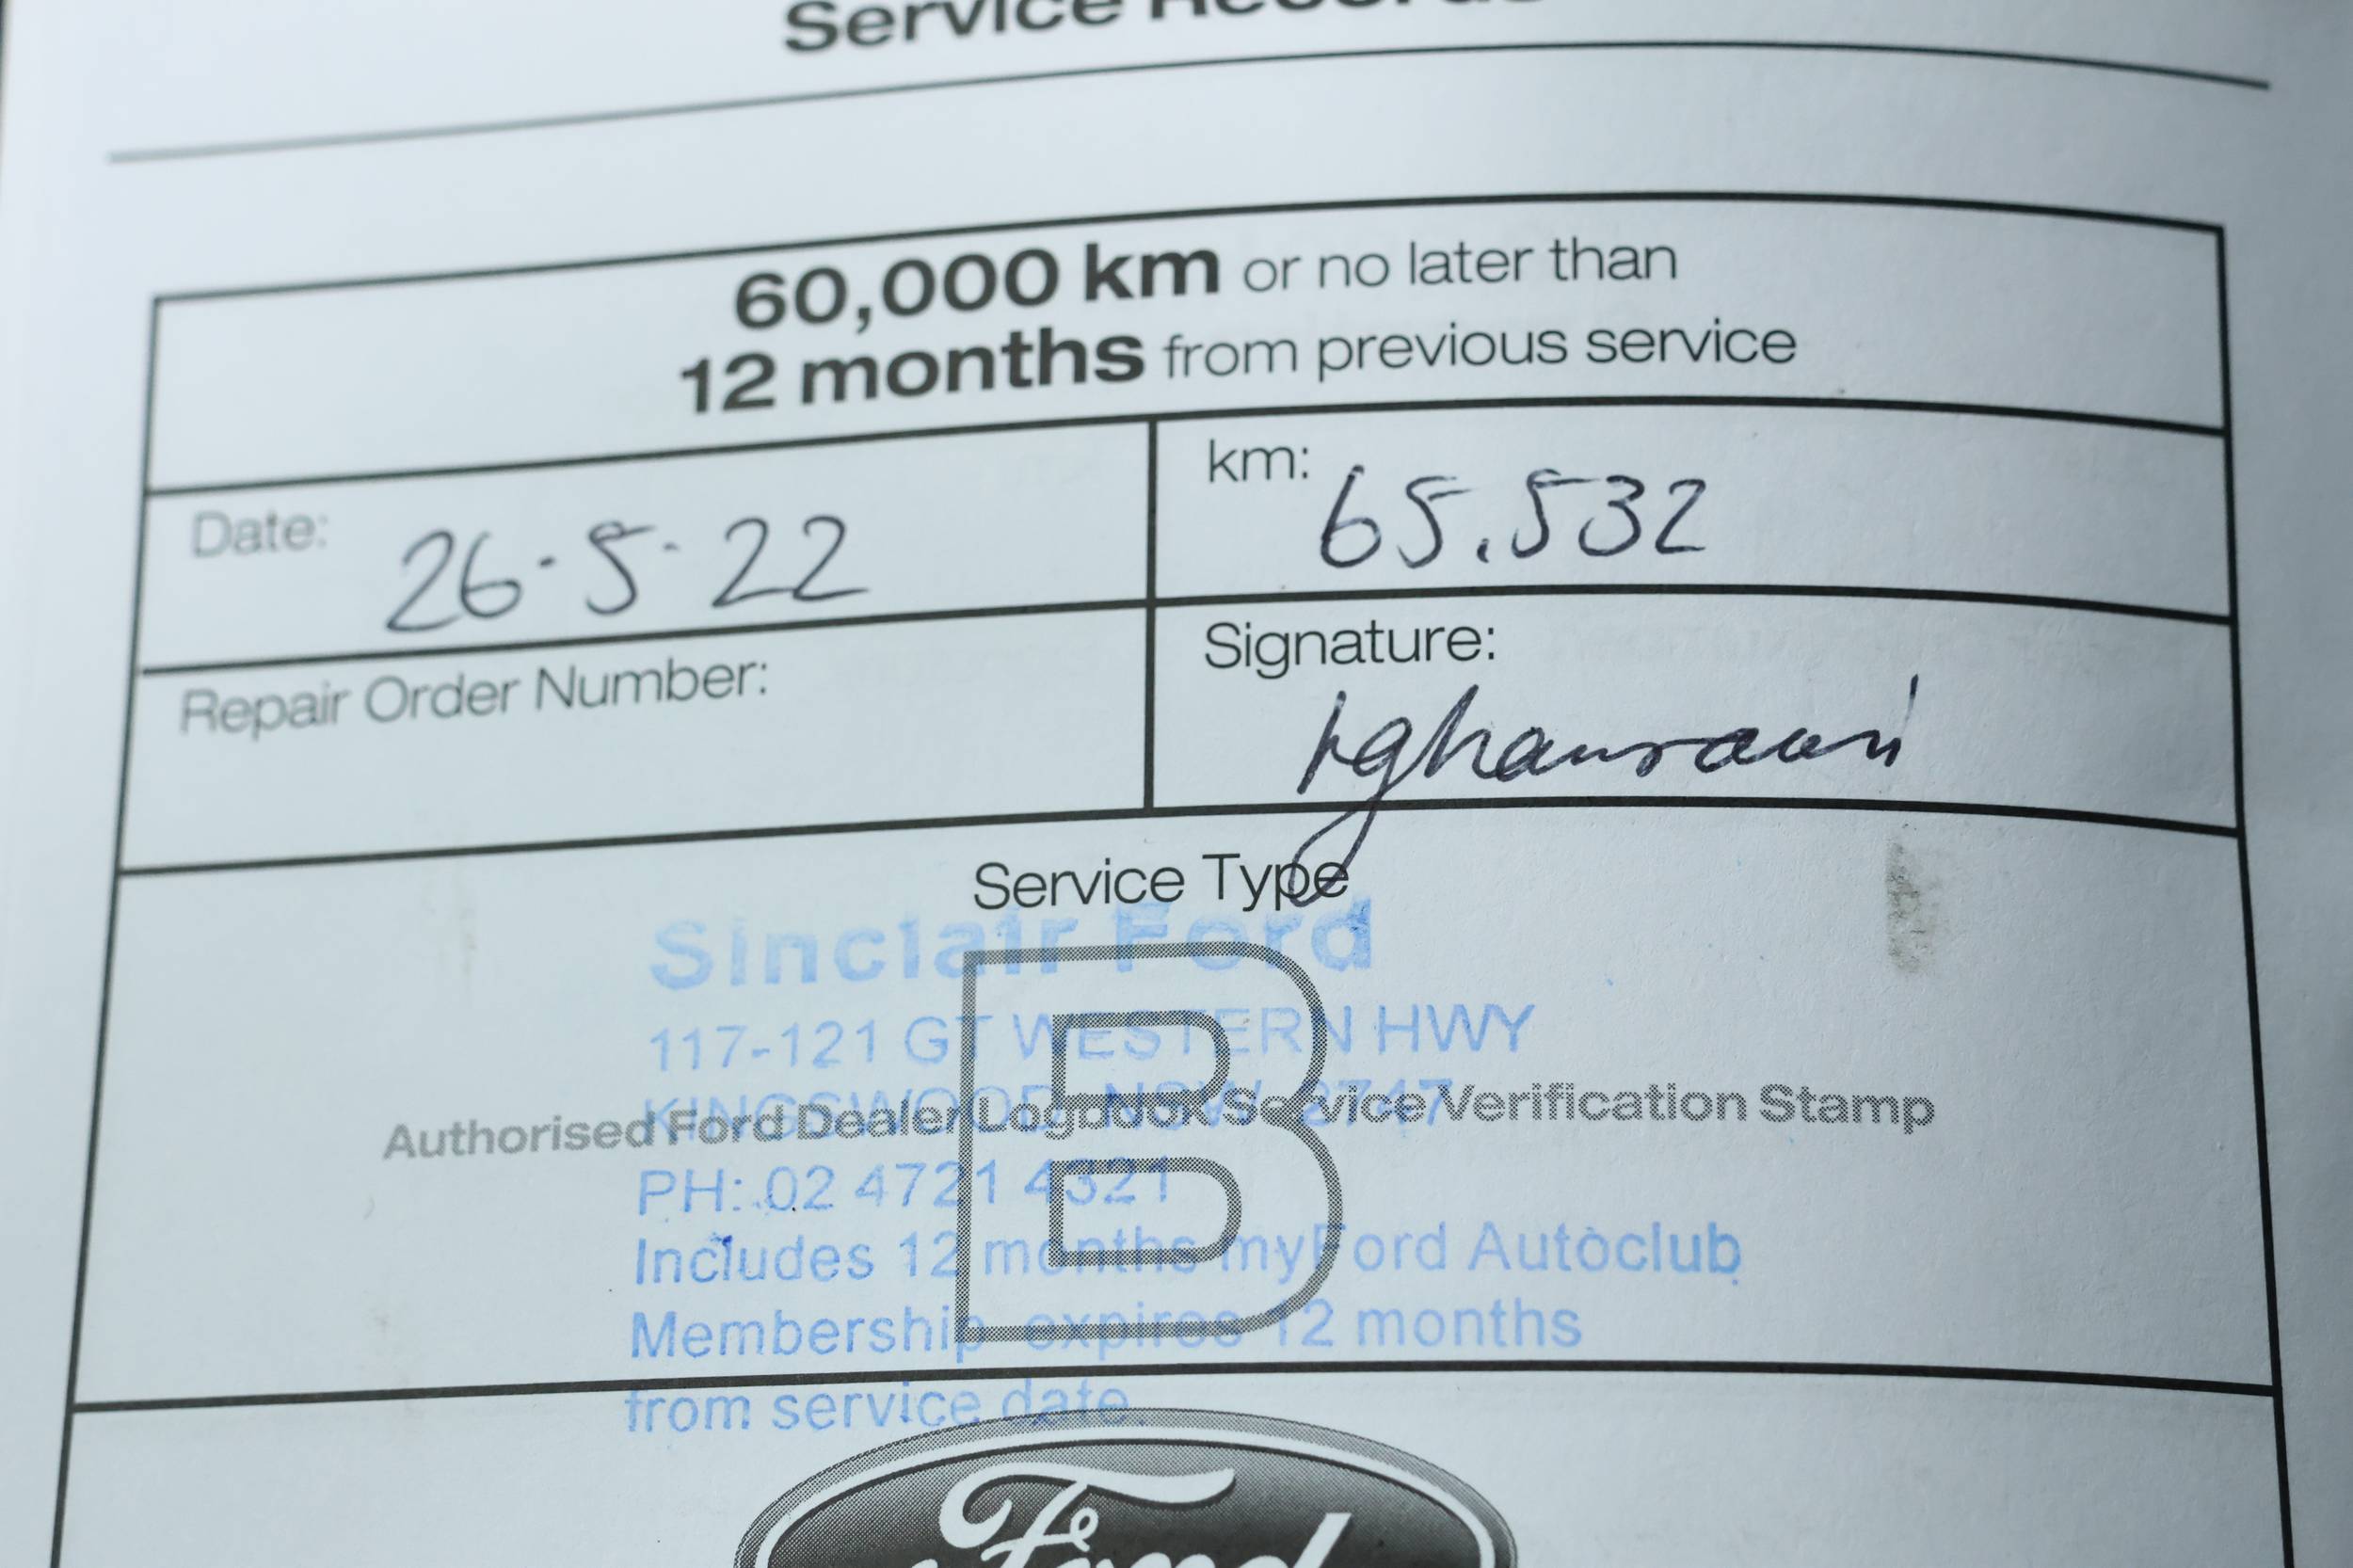 Service Records
60,000 km or no later than
12 months from previous service
Date: 26.5.22
km: 65.532
Repair Order Number:
Signature:
Service Type
Sinclair Ford
B
117-121 GT WESTERN HWY
KINGSWOOD NSW 2747
Authorised Ford Dealer Logbook Service Verification Stamp
PH: 02 4721 4321
Includes 12 months myFord Autoclub
Membership expires 12 months
from service date.
Ford